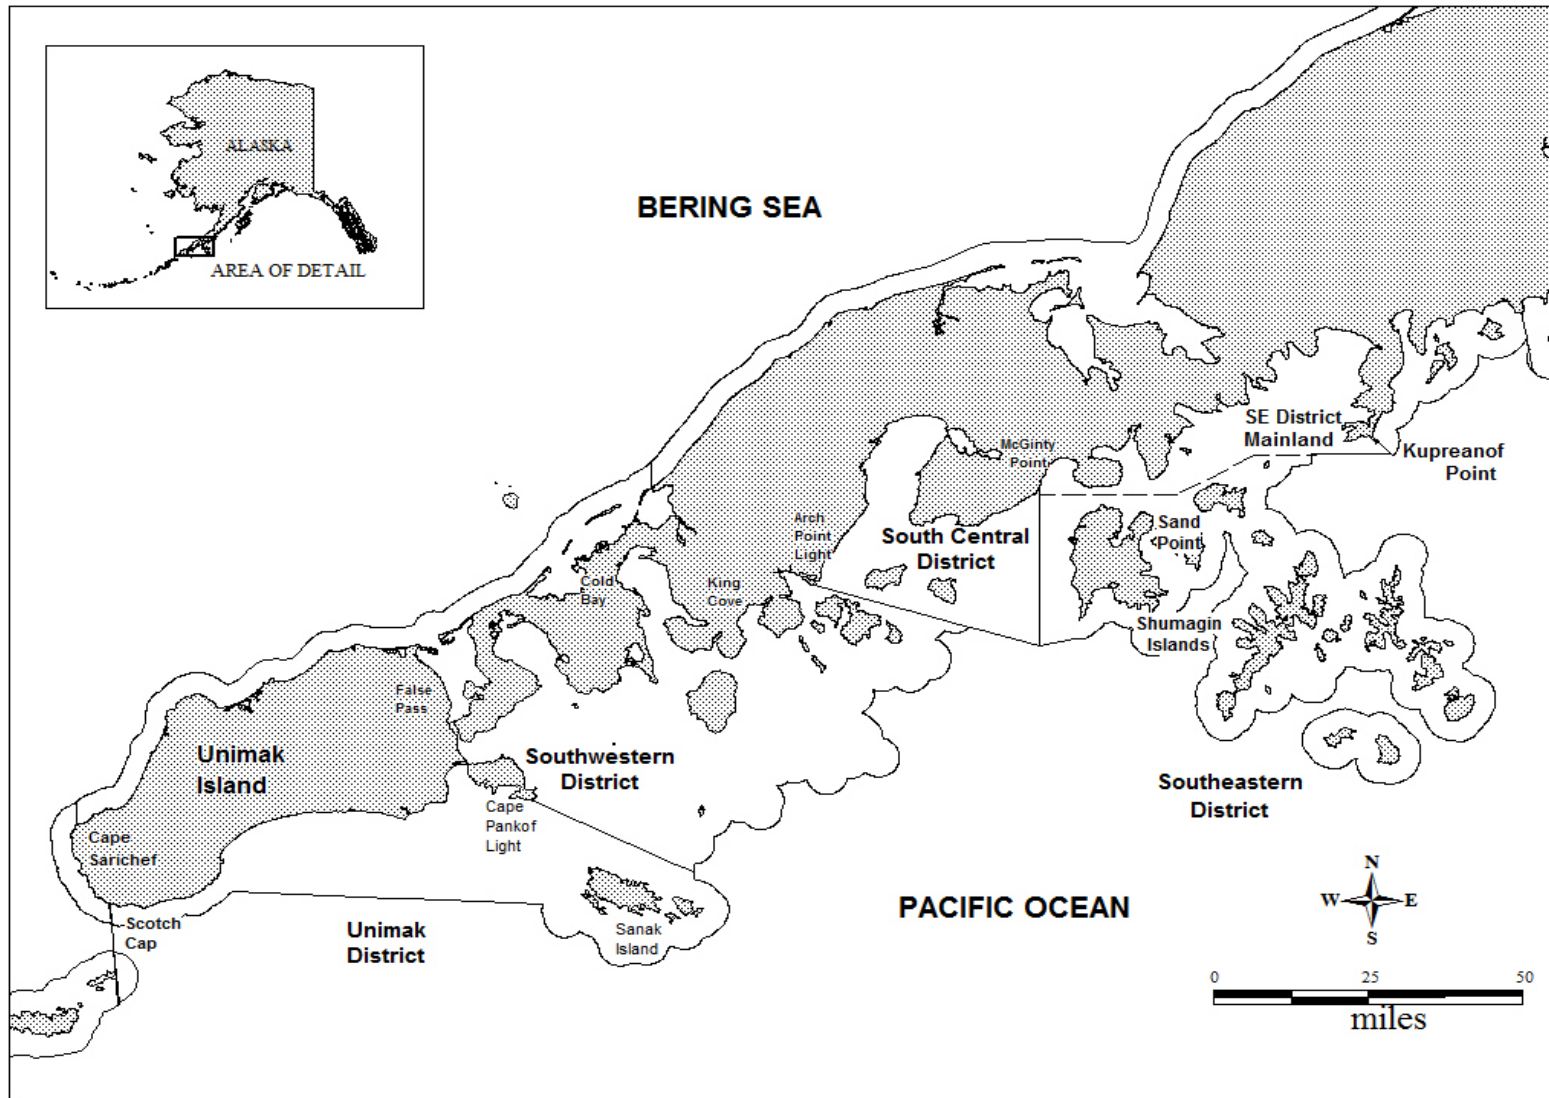 ALASKA
AREA OF DETAIL
BERING SEA
SE District
Mainland
McGinty
Point
Kupreanof
Point
Arch
Point
Light
South Central
District
Sand
Point
Cold
Bay
King
Cove
Shumagin
Islands
False
Pass
Unimak
Island
Southwestern
District
Southeastern
District
Cape
Pankof
Light
Cape
Sarichef
Scotch
Cap
Unimak
District
Sanak
Island
PACIFIC OCEAN
N
W E
S
0 25 50
miles